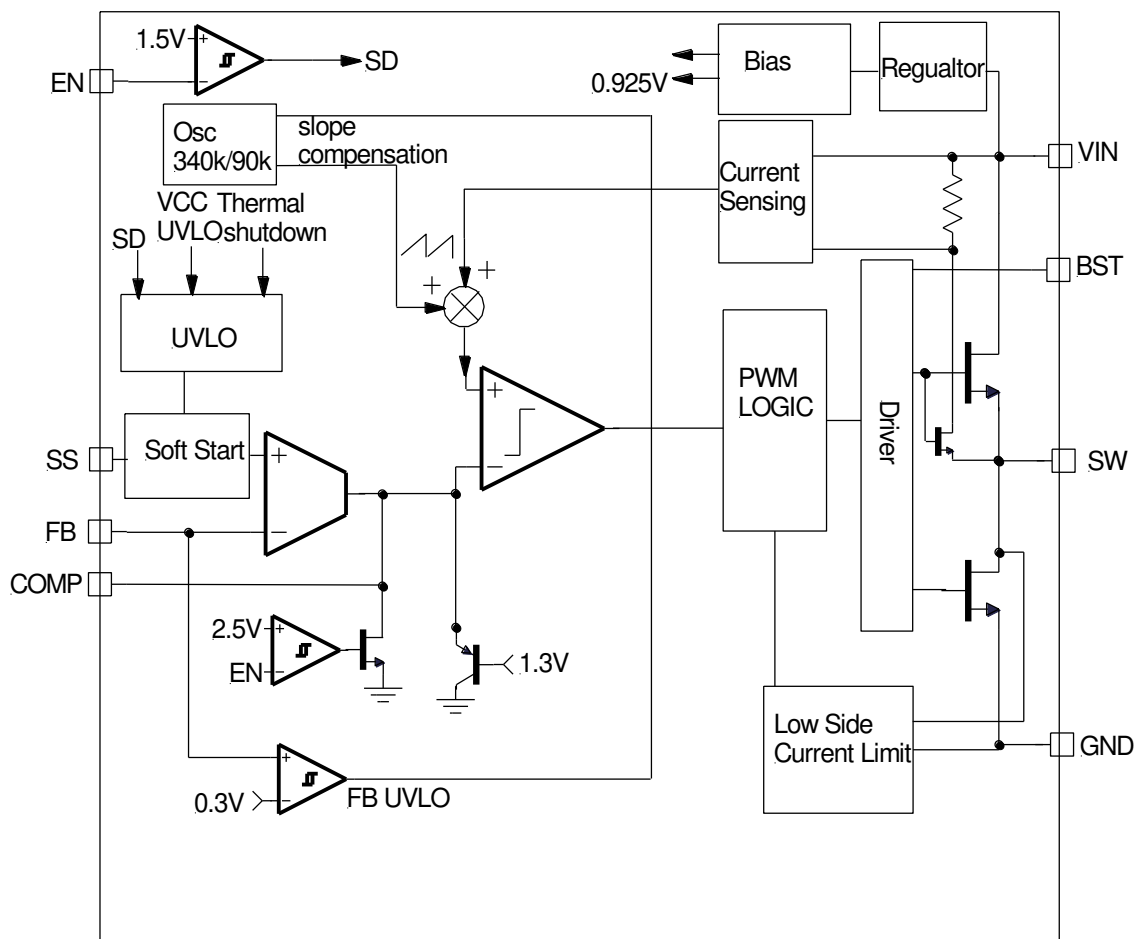 1.5V
+
−
SD
EN
Bias
0.925V
Regualtor
Osc
340k/90k
slope
compensation
Current
Sensing
VIN
VCC
UVLO
Thermal
shutdown
SD
+
+
BST
UVLO
PWM
LOGIC
Driver
+
−
SS
Soft Start
+
−
SW
FB
COMP
2.5V
+
EN
−
1.3V
Low Side
Current Limit
GND
+
0.3V
−
FB UVLO